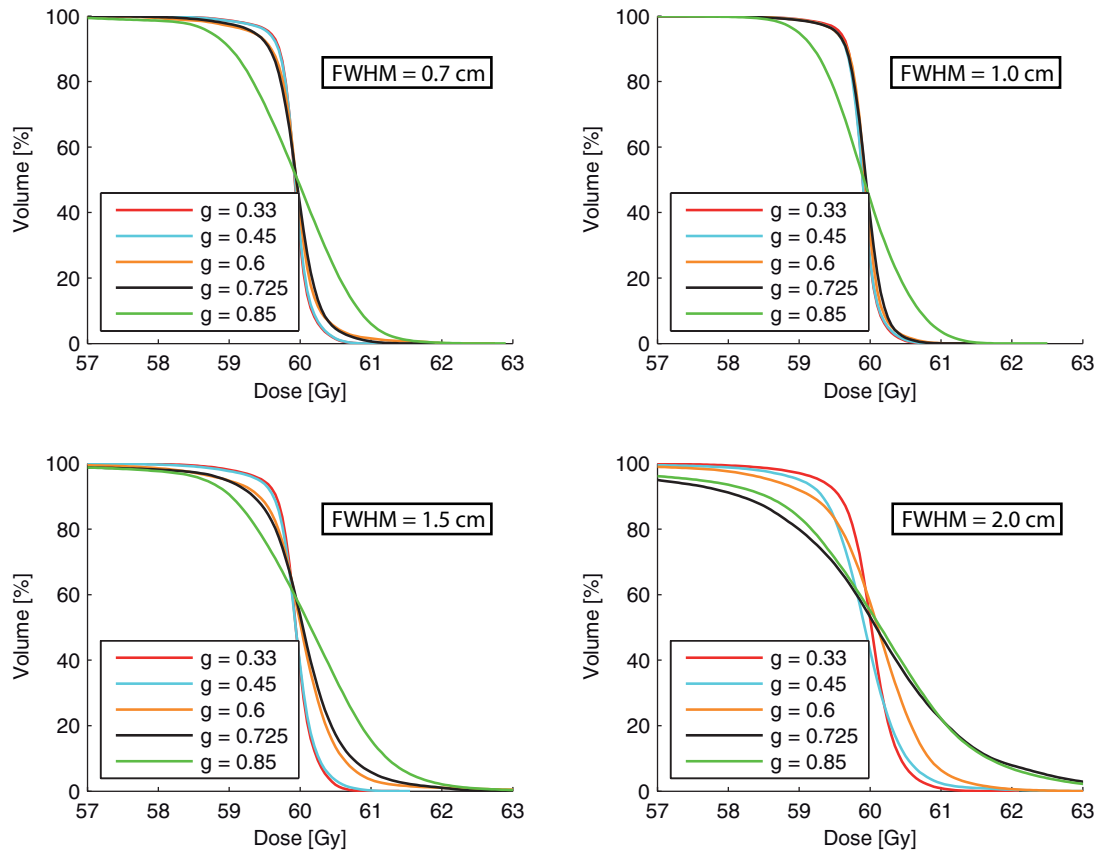 FWHM = 0.7 cm
Volume [%]
100
80
60
40
20
0
g = 0.33
g = 0.45
g = 0.6
g = 0.725
g = 0.85
57 58 59 60 61 62 63
Dose [Gy]
FWHM = 1.0 cm
Volume [%]
100
80
60
40
20
0
g = 0.33
g = 0.45
g = 0.6
g = 0.725
g = 0.85
57 58 59 60 61 62 63
Dose [Gy]
FWHM = 1.5 cm
Volume [%]
100
80
60
40
20
0
g = 0.33
g = 0.45
g = 0.6
g = 0.725
g = 0.85
57 58 59 60 61 62 63
Dose [Gy]
FWHM = 2.0 cm
Volume [%]
100
80
60
40
20
0
g = 0.33
g = 0.45
g = 0.6
g = 0.725
g = 0.85
57 58 59 60 61 62 63
Dose [Gy]